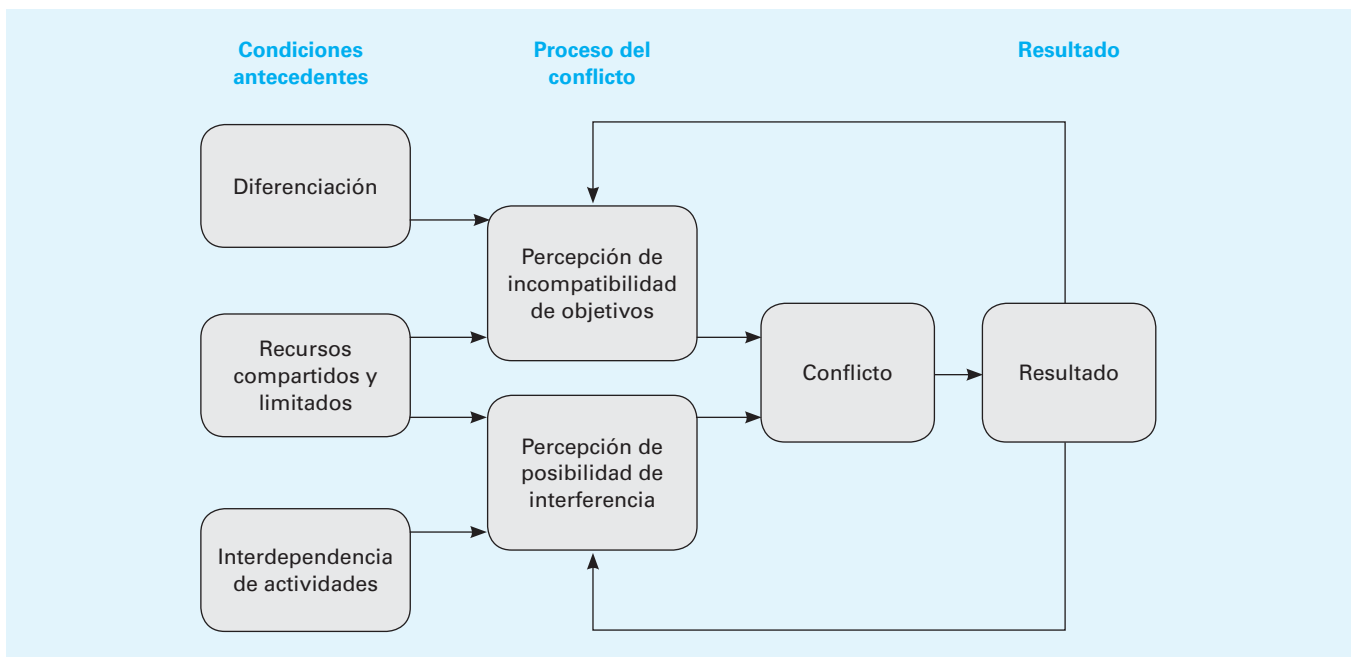 Condiciones
antecedentes
Proceso del
conflicto
Resultado
Diferenciación
Recursos
compartidos y
limitados
Interdependencia
de actividades
Percepción de
incompatibilidad
de objetivos
Percepción de
posibilidad de
interferencia
Conflicto
Resultado